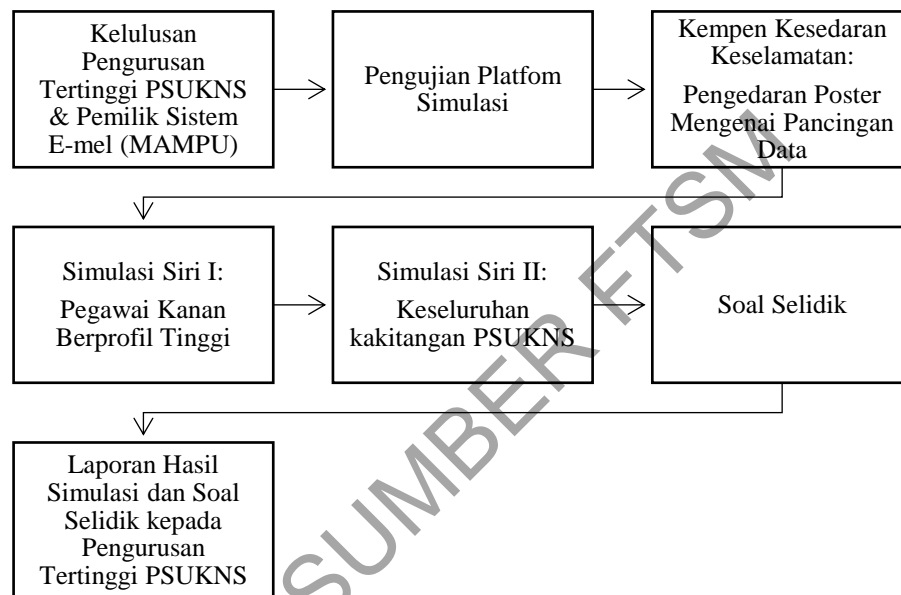 Kelulusan
Pengurusan
Tertinggi PSUKNS
& Pemilik Sistem
E-mel (MAMPU)
Pengujian Platfom
Simulasi
Kempen Kesedaran
Keselamatan:
Pengedaran Poster
Mengenai Pancingan
Data
Simulasi Siri I:
Pegawai Kanan
Berprofil Tinggi
Simulasi Siri II:
Keseluruhan
kakitangan PSUKNS
Soal Selidik
Laporan Hasil
Simulasi dan Soal
Selidik kepada
Pengurusan
Tertinggi PSUKNS
SUMBER FTSM